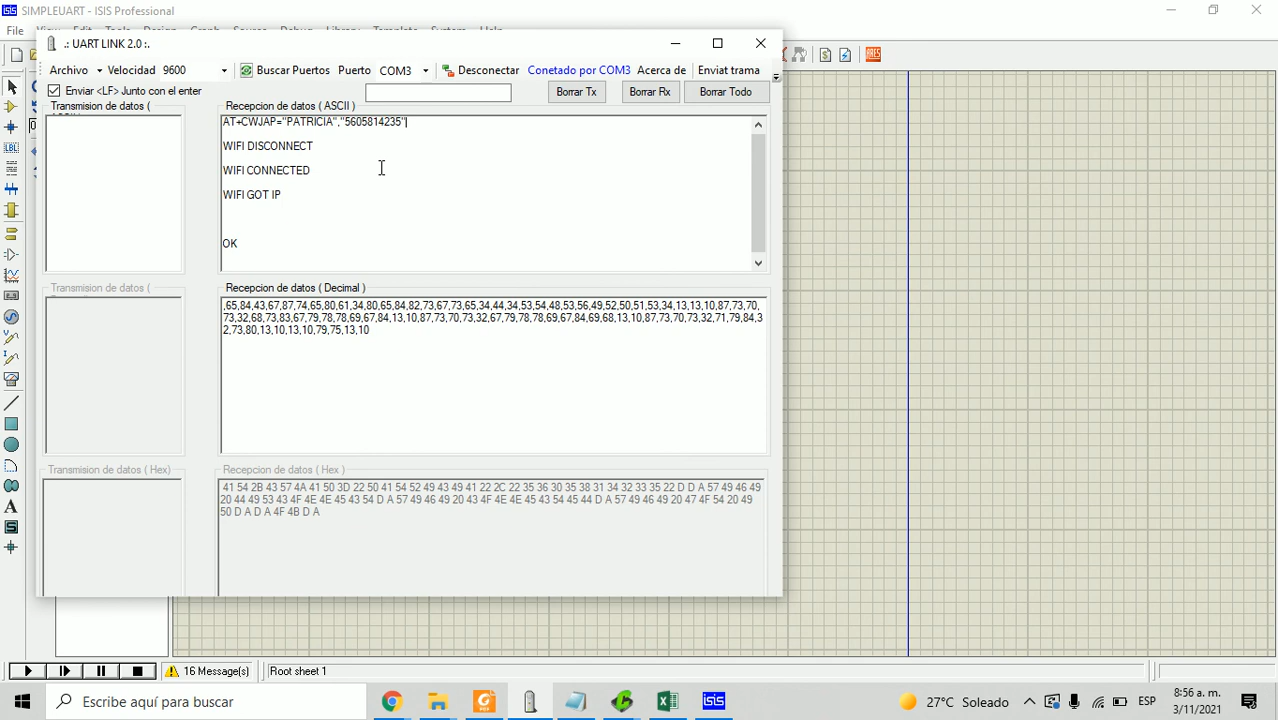 SIMPLEUART - ISIS Professional
File
.: UART LINK 2.0 :.
Archivo Velocidad 9600 Buscar Puertos Puerto COM3 Desconectar Conetado por COM3 Acerca de Enviat trama
Enviar <LF> Junto con el enter
Borrar Tx Borrar Rx Borrar Todo
Transmision de datos (
Recepcion de datos ( ASCII )
AT+CWJAP="PATRICIA","5605814235"
WIFI DISCONNECT
WIFI CONNECTED
WIFI GOT IP
OK
Transmision de datos (
Recepcion de datos ( Decimal )
,65,84,43,67,87,74,65,80,61,34,80,65,84,82,73,67,73,65,34,44,34,53,54,48,53,56,49,52,50,51,53,34,13,13,10,87,73,70,
73,32,68,73,83,67,79,78,78,69,67,84,13,10,87,73,70,73,32,67,79,78,78,69,67,84,69,68,13,10,87,73,70,73,32,71,79,84,3
2,73,80,13,10,13,10,79,75,13,10
Transmision de datos ( Hex)
Recepcion de datos ( Hex )
41 54 2B 43 57 4A 41 50 3D 22 50 41 54 52 49 43 49 41 22 2C 22 35 36 30 35 38 31 34 32 33 35 22 D D A 57 49 46 49
20 44 49 53 43 4F 4E 4E 45 43 54 D A 57 49 46 49 20 43 4F 4E 4E 45 43 54 45 44 D A 57 49 46 49 20 47 4F 54 20 49
50 D A D A 4F 4B D A
LBL
A
S
ARES
16 Message(s) Root sheet 1
Escribe aquí para buscar
isis
27°C Soleado
ESP
8:56 a. m.
3/11/2021